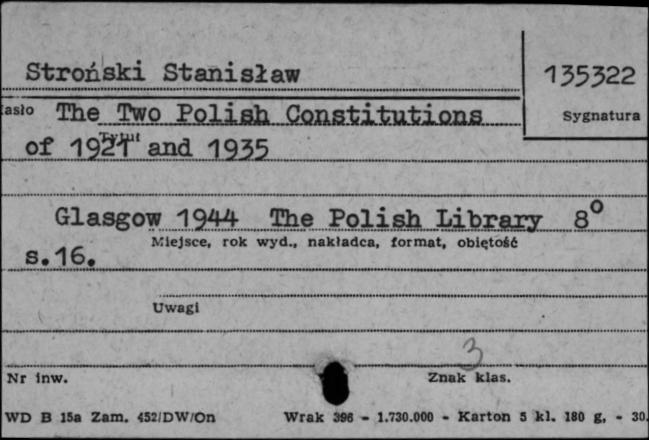 Stroński Stanisław
135322
asło The Two Polish Constitutions
Sygnatura
Tytuł
of 1921 and 1935
Glasgow 1944 The Polish Library 8°
Miejsce, rok wyd., nakładca, format, objętość
s.16.
Uwagi
3
Nr inw.
Znak klas.
WD B 15a Zam. 452/DW/On Wrak 396 - 1.730.000 - Karton 5 kl. 180 g, - 30.